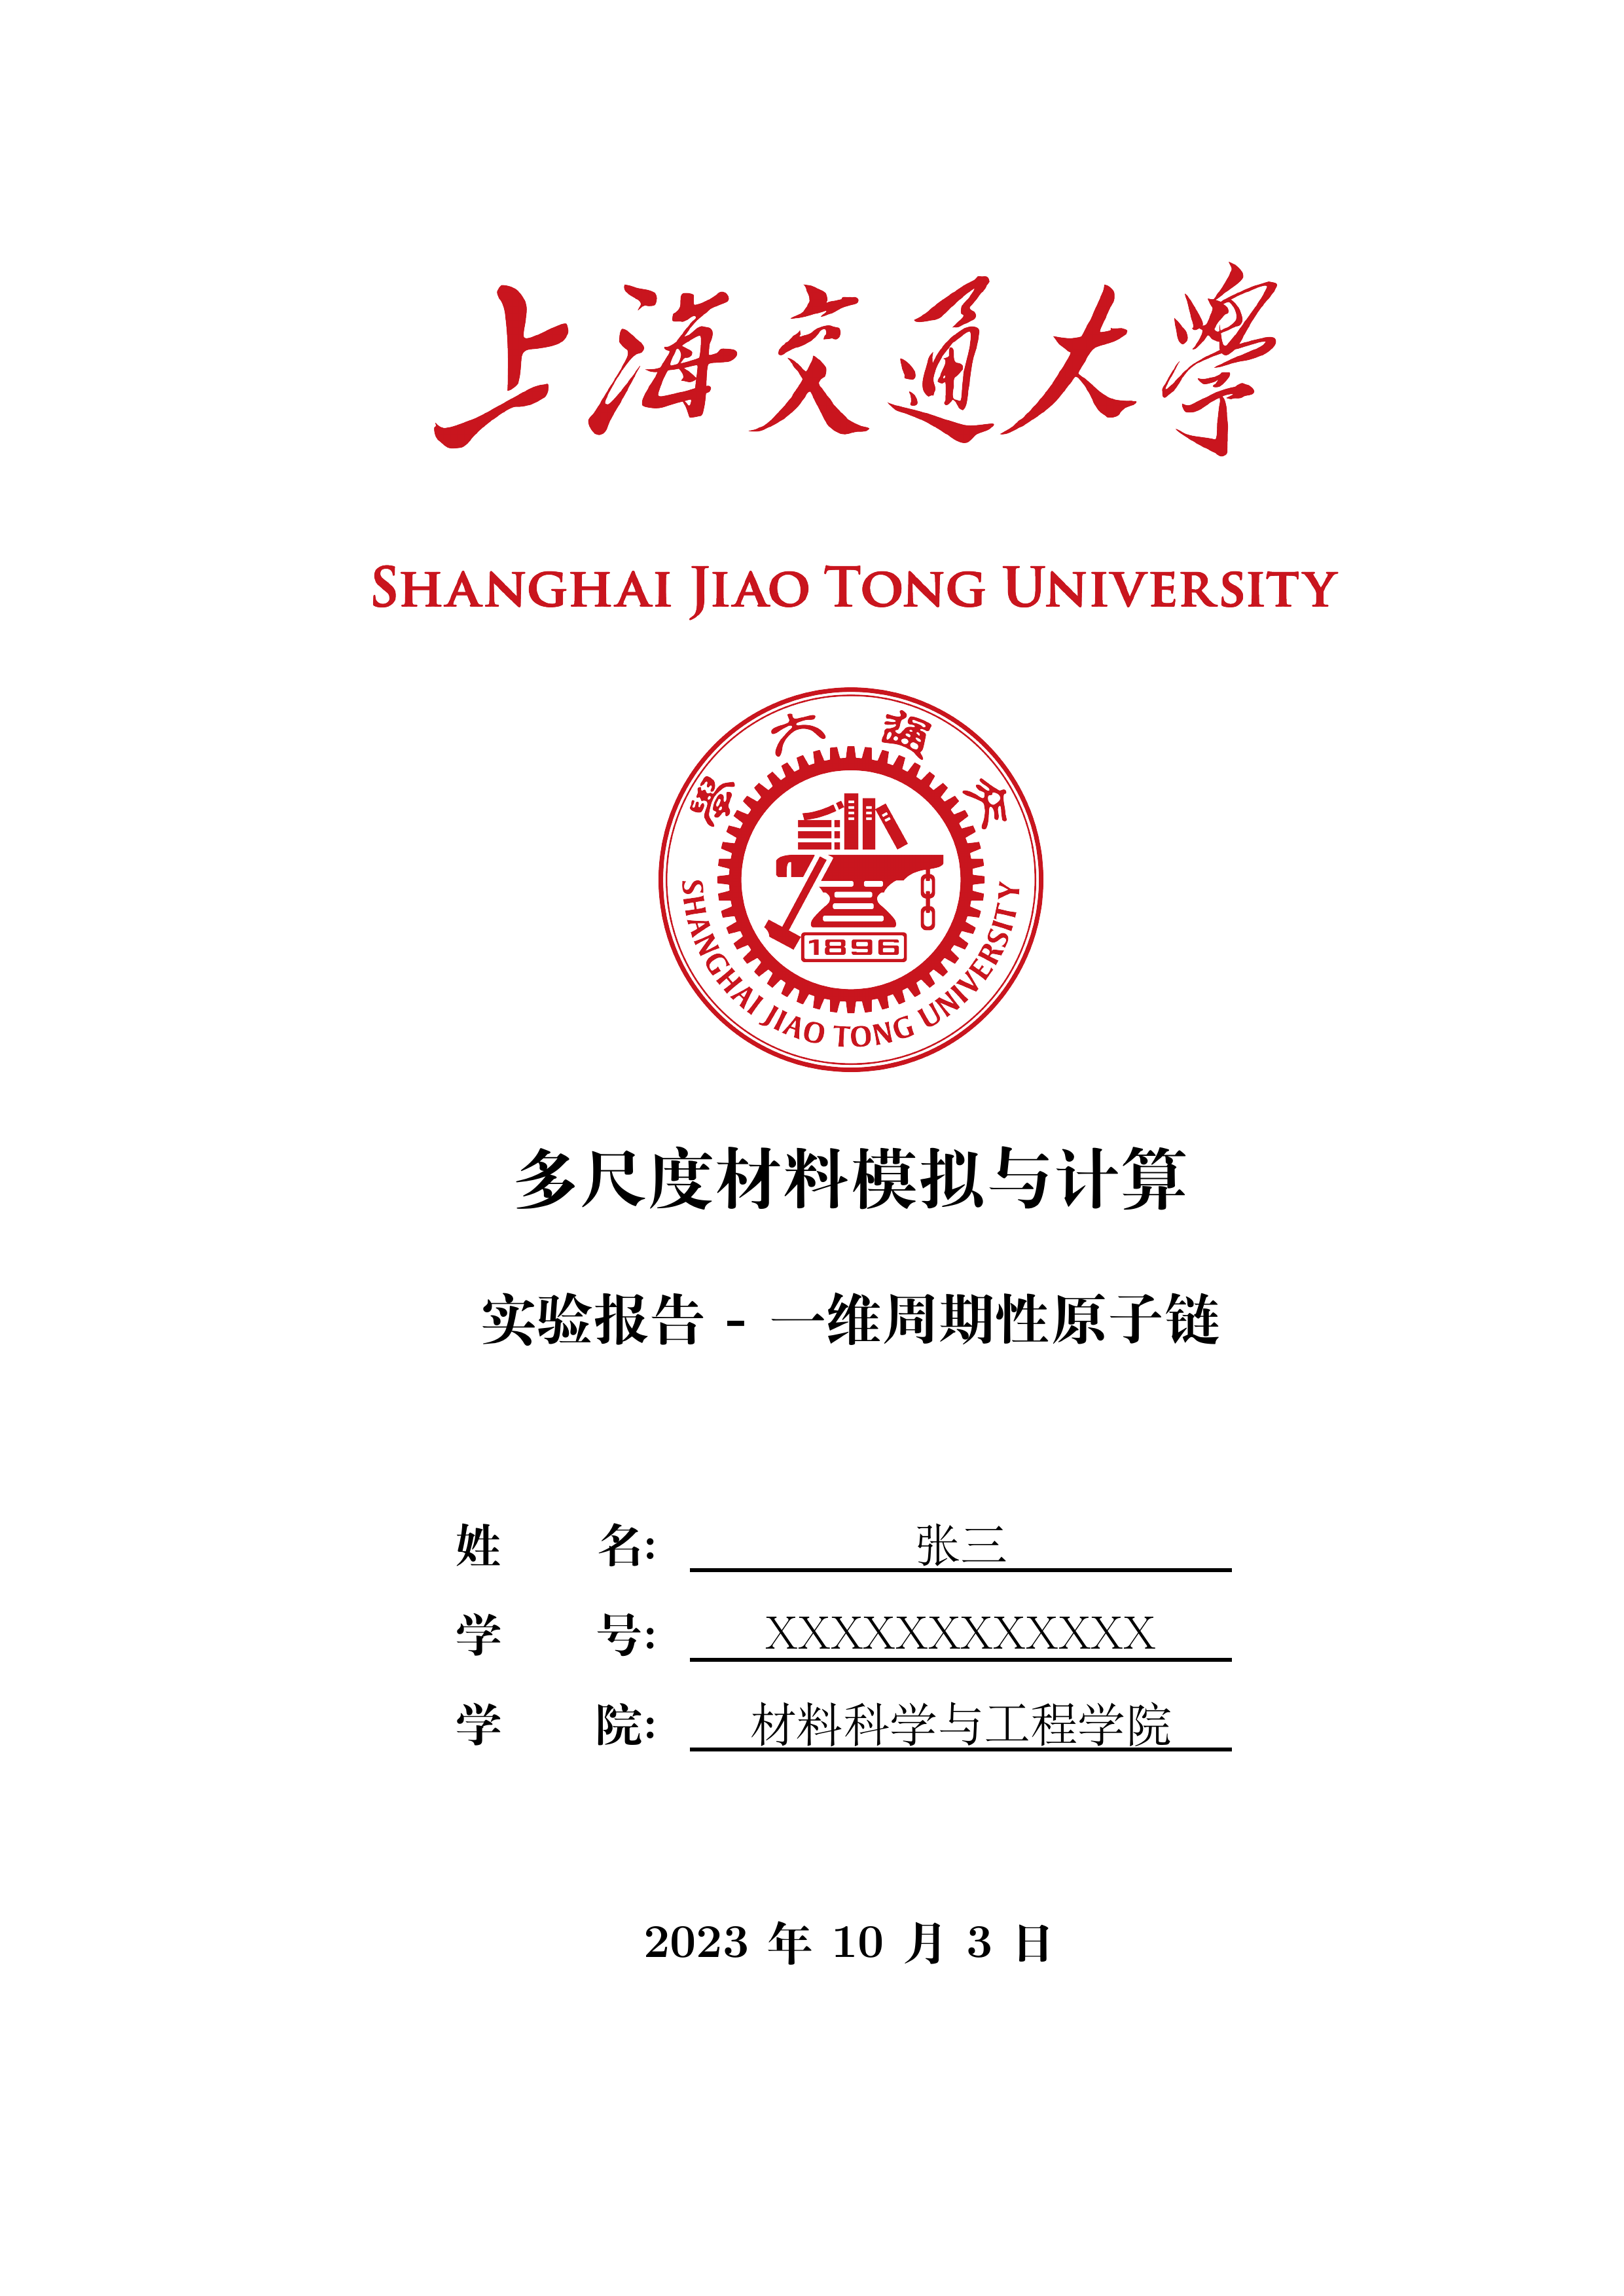 上海交通大學
SHANGHAI JIAO TONG UNIVERSITY
學大通交
SHANGHAI JIAO TONG UNIVERSITY
1896
多尺度材料模拟与计算
实验报告 - 一维周期性原子链
姓 名: 张三
学 号: XXXXXXXXXXXX
学 院: 材料科学与工程学院
2023 年 10 月 3 日